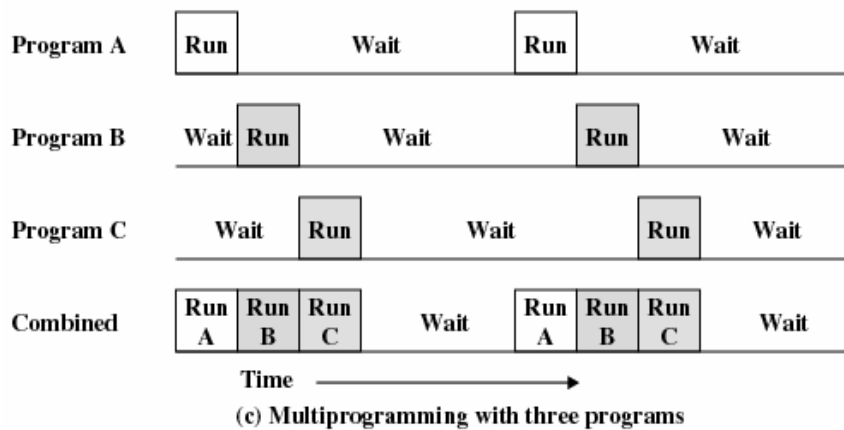 Program A Run Wait Run Wait
Program B Wait Run Wait Run Wait
Program C Wait Run Wait Run Wait
Run Run Run Run Run Run
Combined Wait Wait
A B C A B C
Time
(c) Multiprogramming with three programs